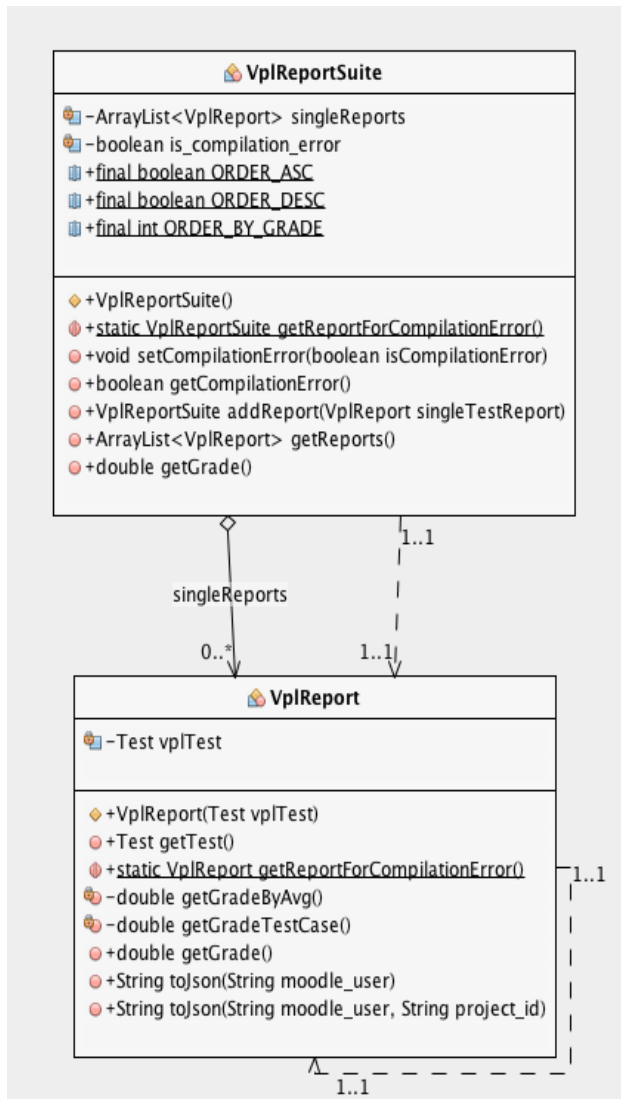 VplReportSuite
-ArrayList<VplReport> singleReports
-boolean is_compilation_error
+final boolean ORDER_ASC
+final boolean ORDER_DESC
+final int ORDER_BY_GRADE
+VplReportSuite()
+static VplReportSuite getReportForCompilationError()
+void setCompilationError(boolean isCompilationError)
+boolean getCompilationError()
+VplReportSuite addReport(VplReport singleTestReport)
+ArrayList<VplReport> getReports()
+double getGrade()
1..1
singleReports
0..*
1..1
VplReport
-Test vplTest
+VplReport(Test vplTest)
+Test getTest()
+static VplReport getReportForCompilationError()
1..1
-double getGradeByAvg()
-double getGradeTestCase()
+double getGrade()
+String toJson(String moodle_user)
+String toJson(String moodle_user, String project_id)
1..1